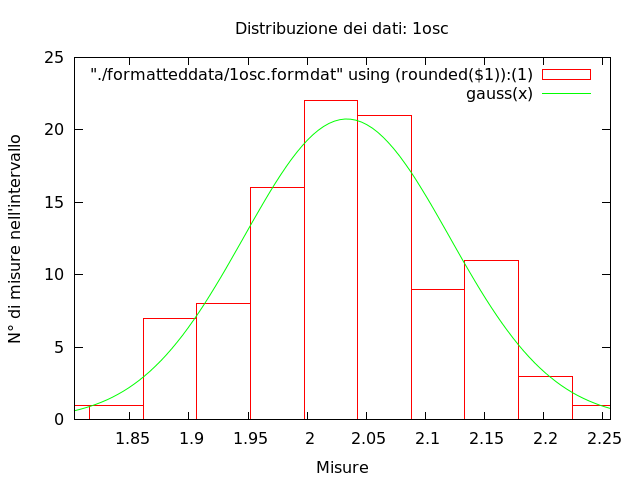 Distribuzione dei dati: 1osc
"./formatteddata/1osc.formdat" using (rounded($1)):(1)
gauss(x)
N° di misure nell'intervallo
25
20
15
10
5
0
1.85 1.9 1.95 2 2.05 2.1 2.15 2.2 2.25
Misure